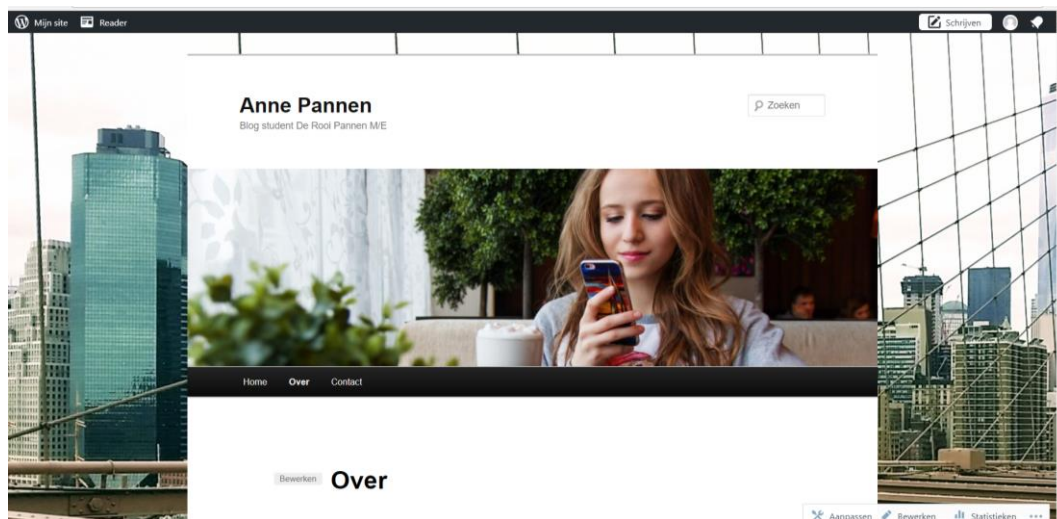 Mijn site Reader Schrijven
Anne Pannen
Blog student De Rooi Pannen M/E
Zoeken
Home Over Contact
Bewerken Over
Aanpassen Bewerken Statistieken